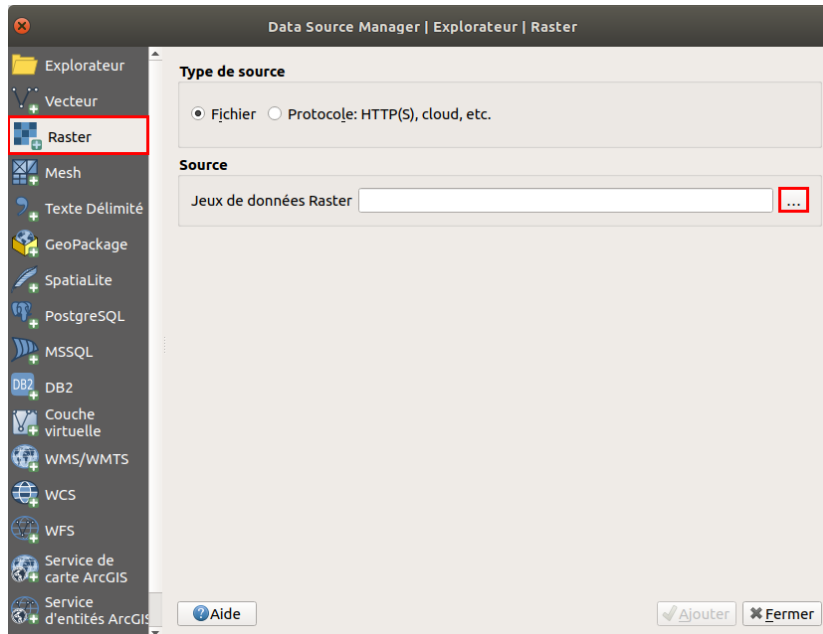 Data Source Manager | Explorateur | Raster
Explorateur
Vecteur
Raster
Mesh
Texte Délimité
GeoPackage
SpatiaLite
PostgreSQL
MSSQL
DB2 DB2
Couche
virtuelle
WMS/WMTS
WCS
WFS
Service de
carte ArcGIS
Service
d'entités ArcGIS
Type de source
Fichier Protocole: HTTP(S), cloud, etc.
Source
Jeux de données Raster ...
Aide Ajouter Fermer